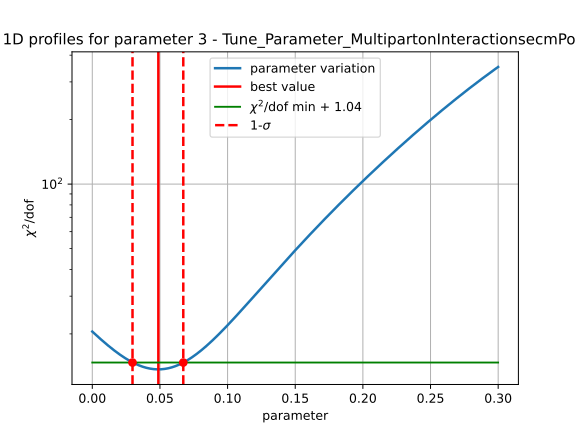 1D profiles for parameter 3 - Tune_Parameter_MultipartonInteractionsecmPo
parameter variation
best value
χ²/dof min + 1.04
1-σ
10²
χ²/dof
0.00 0.05 0.10 0.15 0.20 0.25 0.30
parameter